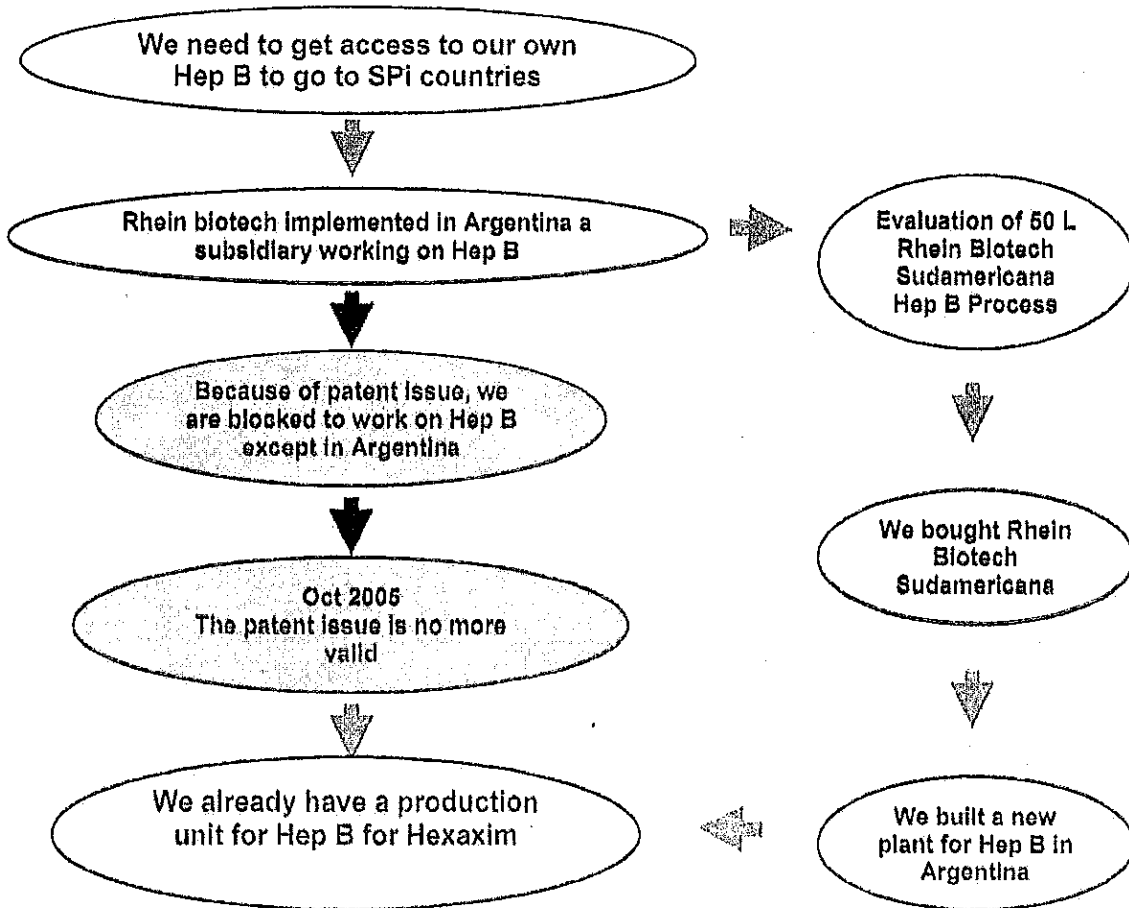 We need to get access to our own
Hep B to go to SPi countries
Rhein biotech implemented in Argentina a
subsidiary working on Hep B
Evaluation of 50 L
Rhein Biotech
Sudamericana
Hep B Process
Because of patent issue, we
are blocked to work on Hep B
except in Argentina
We bought Rhein
Biotech
Sudamericana
Oct 2005
The patent issue is no more
valid
We already have a production
unit for Hep B for Hexaxim
We built a new
plant for Hep B in
Argentina